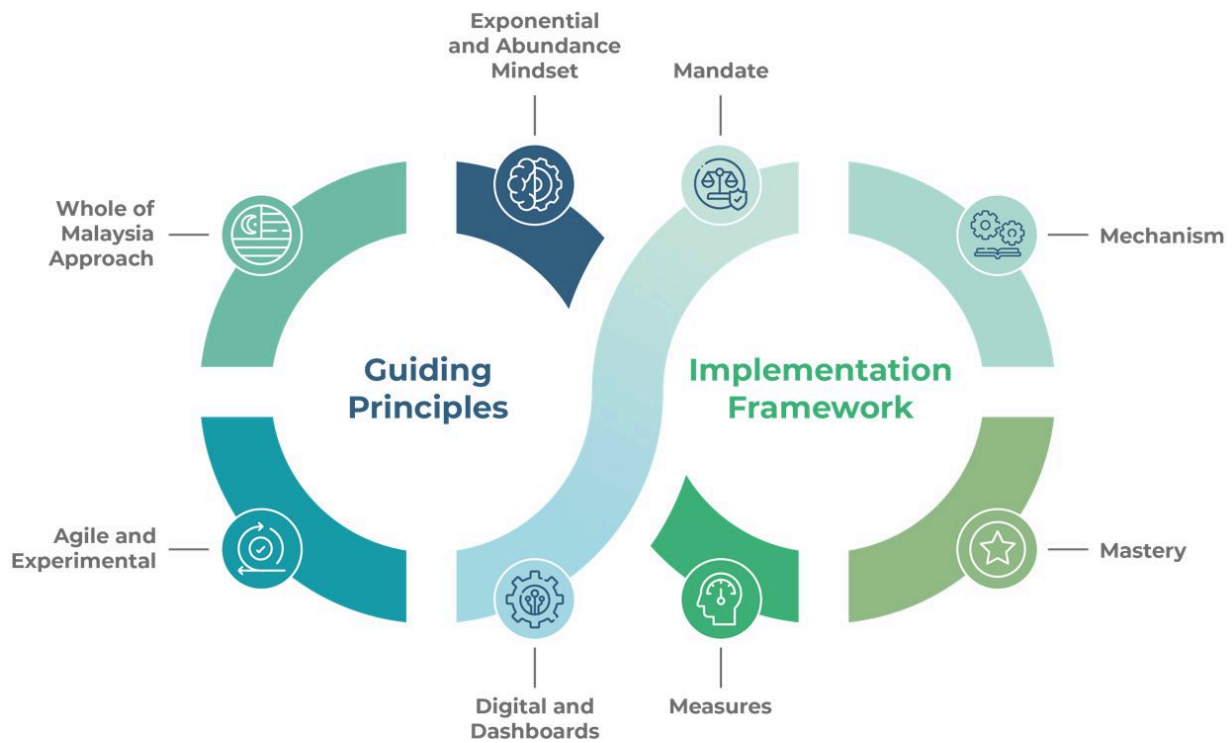 Exponential
and Abundance
Mindset
Mandate
Whole of
Malaysia
Approach
Mechanism
Guiding
Principles
Implementation
Framework
Agile and
Experimental
Mastery
Digital and
Dashboards
Measures